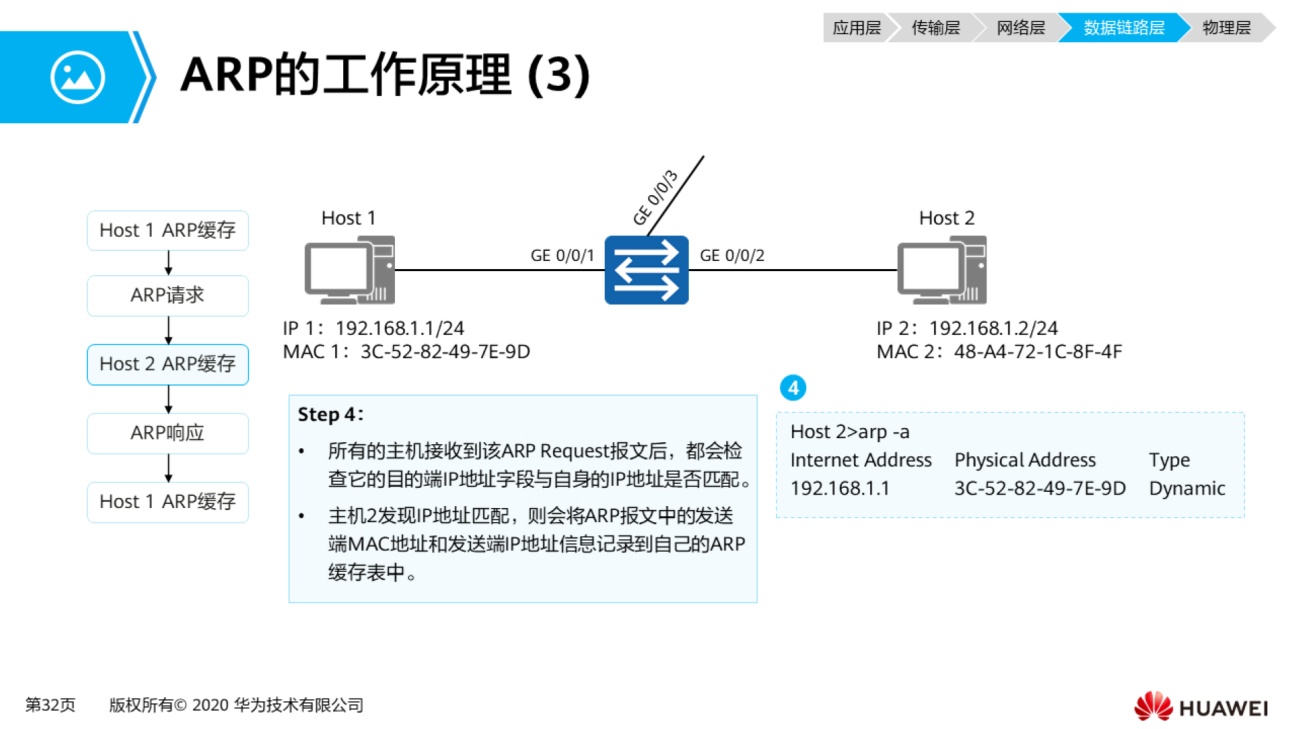 应用层 传输层 网络层 数据链路层 物理层
ARP的工作原理 (3)
Host 1 ARP缓存
ARP请求
Host 2 ARP缓存
ARP响应
Host 1 ARP缓存
GE 0/0/3
Host 1
GE 0/0/1
GE 0/0/2
Host 2
IP 1：192.168.1.1/24
MAC 1：3C-52-82-49-7E-9D
IP 2：192.168.1.2/24
MAC 2：48-A4-72-1C-8F-4F
Step 4：
• 所有的主机接收到该ARP Request报文后，都会检
查它的目的端IP地址字段与自身的IP地址是否匹配。
• 主机2发现IP地址匹配，则会将ARP报文中的发送
端MAC地址和发送端IP地址信息记录到自己的ARP
缓存表中。
4
Host 2>arp -a
Internet Address Physical Address Type
192.168.1.1 3C-52-82-49-7E-9D Dynamic
第32页 版权所有© 2020 华为技术有限公司
HUAWEI